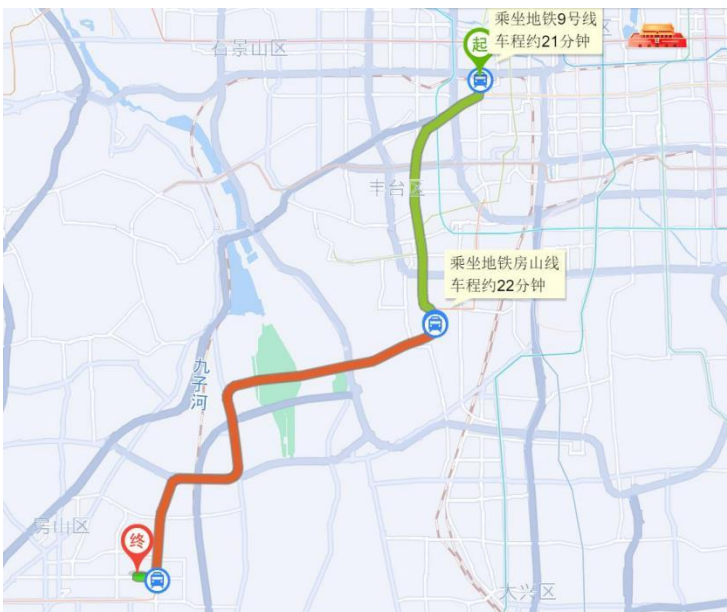 乘坐地铁9号线
车程约21分钟
石景山区
区
起
丰台区
乘坐地铁房山线
车程约22分钟
九子河
房山区
终
大兴区